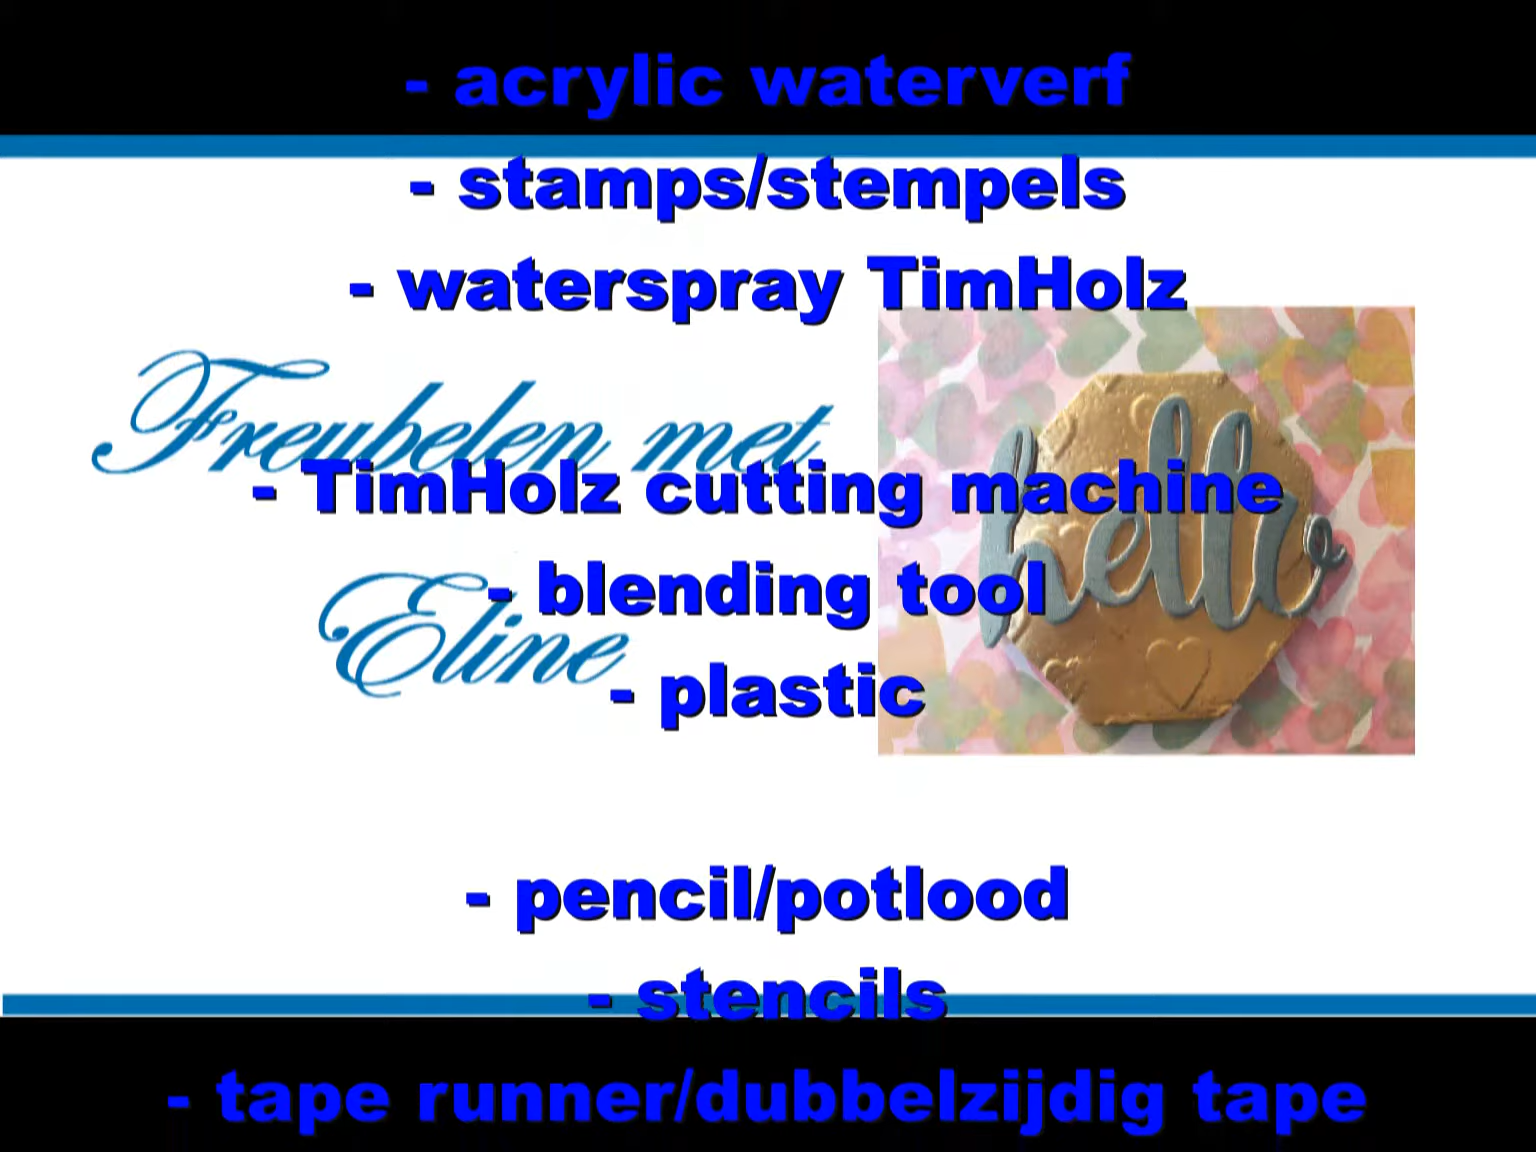 - acrylic waterverf
- stamps/stempels
- waterspray TimHolz
Freubelen met
- TimHolz cutting machine
hello
- blending tool
Eline
- plastic
- pencil/potlood
- stencils
- tape runner/dubbelzijdig tape